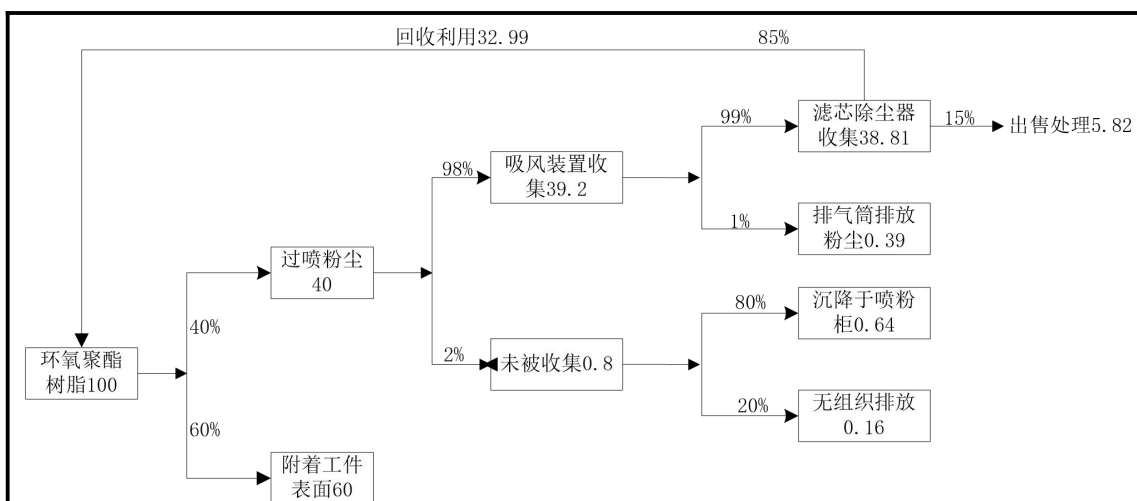 回收利用32.99
85%
99%
滤芯除尘器
收集38.81
15%
出售处理5.82
98%
吸风装置收
集39.2
1%
排气筒排放
粉尘0.39
过喷粉尘
40
40%
80%
沉降于喷粉
柜0.64
环氧聚酯
树脂100
2%
未被收集0.8
20%
无组织排放
0.16
60%
附着工件
表面60